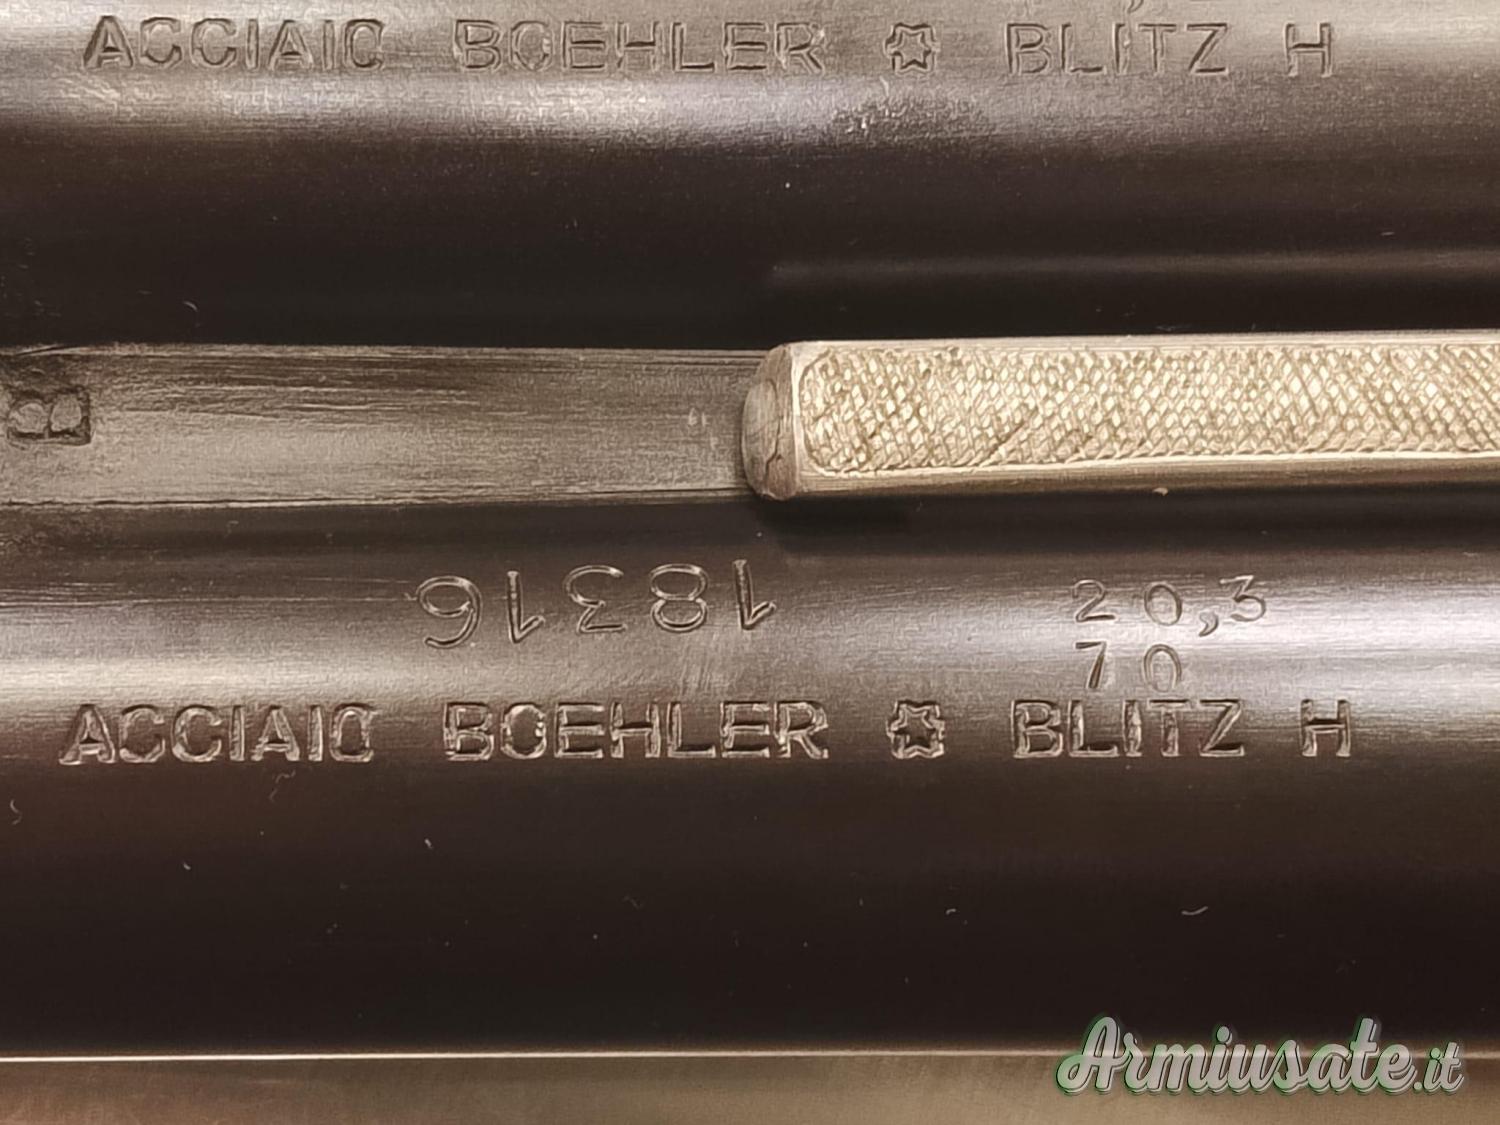 ACCIAIO BOEHLER ✡ BLITZ H
B
18316
20,3
70
ACCIAIO BOEHLER ✡ BLITZ H
Armiusate.it